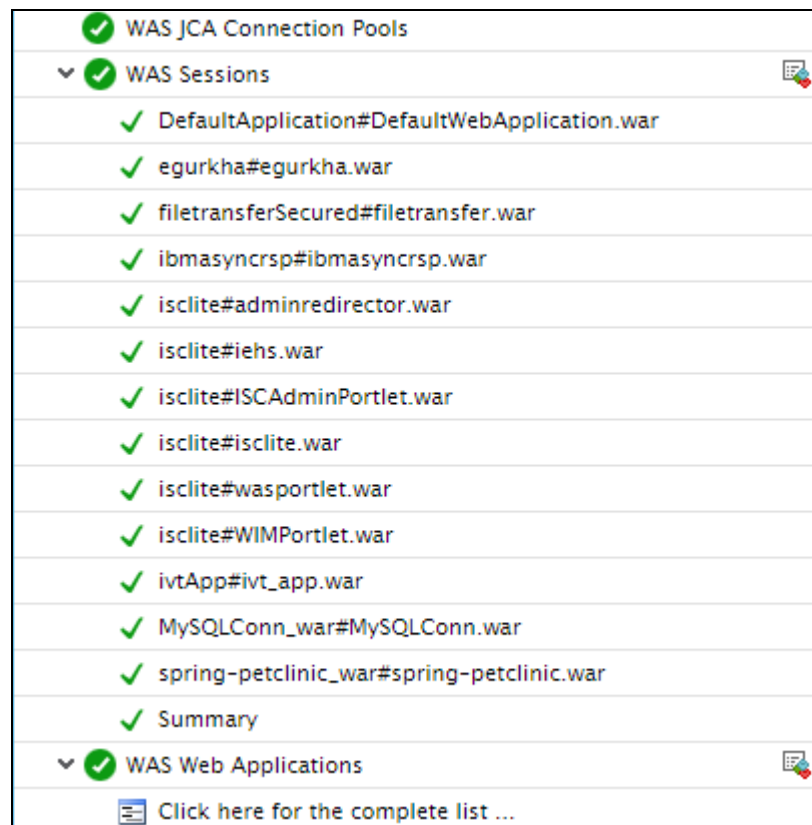 WAS JCA Connection Pools
WAS Sessions
DefaultApplication#DefaultWebApplication.war
egurkha#egurkha.war
filetransferSecured#filetransfer.war
ibmasyncrsp#ibmasyncrsp.war
isclite#adminredirector.war
isclite#iehs.war
isclite#ISCAdminPortlet.war
isclite#isclite.war
isclite#wasportlet.war
isclite#WIMPortlet.war
ivtApp#ivt_app.war
MySQLConn_war#MySQLConn.war
spring-petclinic_war#spring-petclinic.war
Summary
WAS Web Applications
Click here for the complete list ...